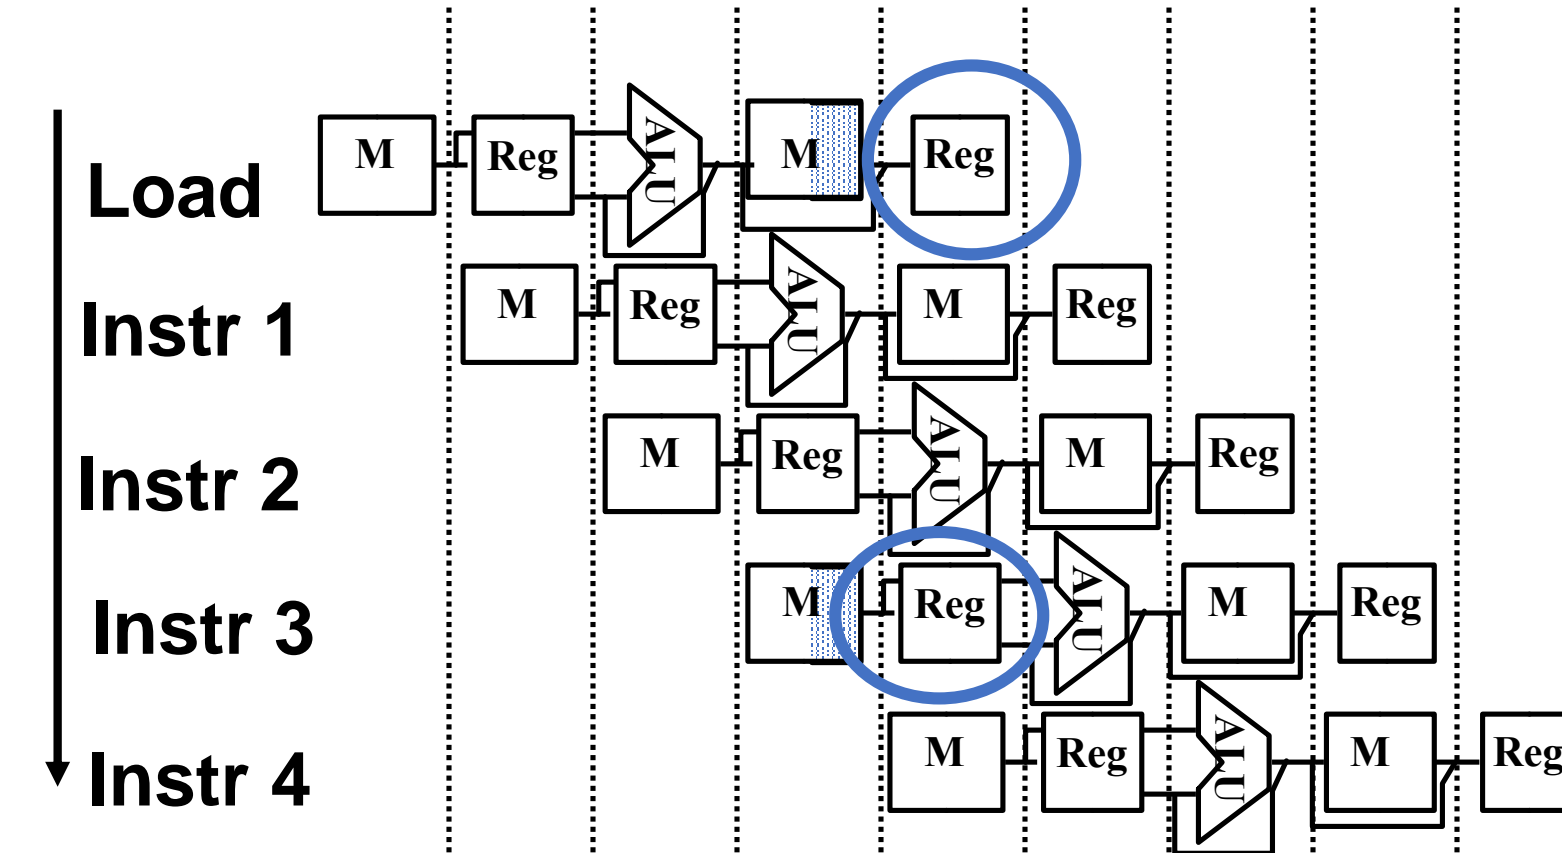 Load M Reg ALU M Reg
Instr 1 M Reg ALU M Reg
Instr 2 M Reg ALU M Reg
Instr 3 M Reg ALU M Reg
Instr 4 M Reg ALU M Reg